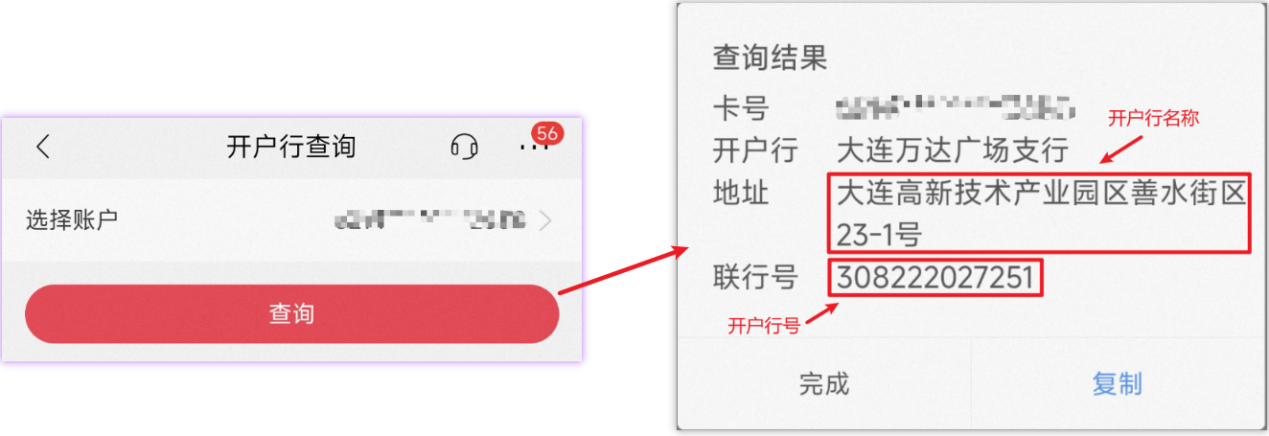 开户行查询
56
选择账户
查询
查询结果
卡号
开户行名称
开户行 大连万达广场支行
地址 大连高新技术产业园区善水街区
23-1号
联行号 308222027251
开户行号
完成 复制